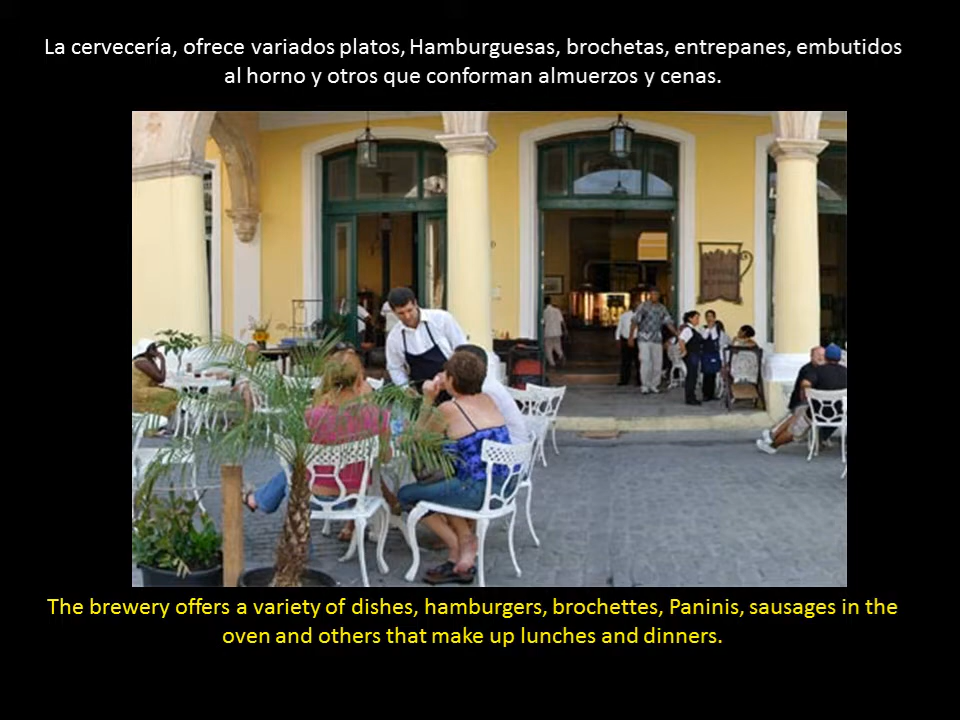 La cervecería, ofrece variados platos, Hamburguesas, brochetas, entrepanes, embutidos
al horno y otros que conforman almuerzos y cenas.
The brewery offers a variety of dishes, hamburgers, brochettes, Paninis, sausages in the
oven and others that make up lunches and dinners.